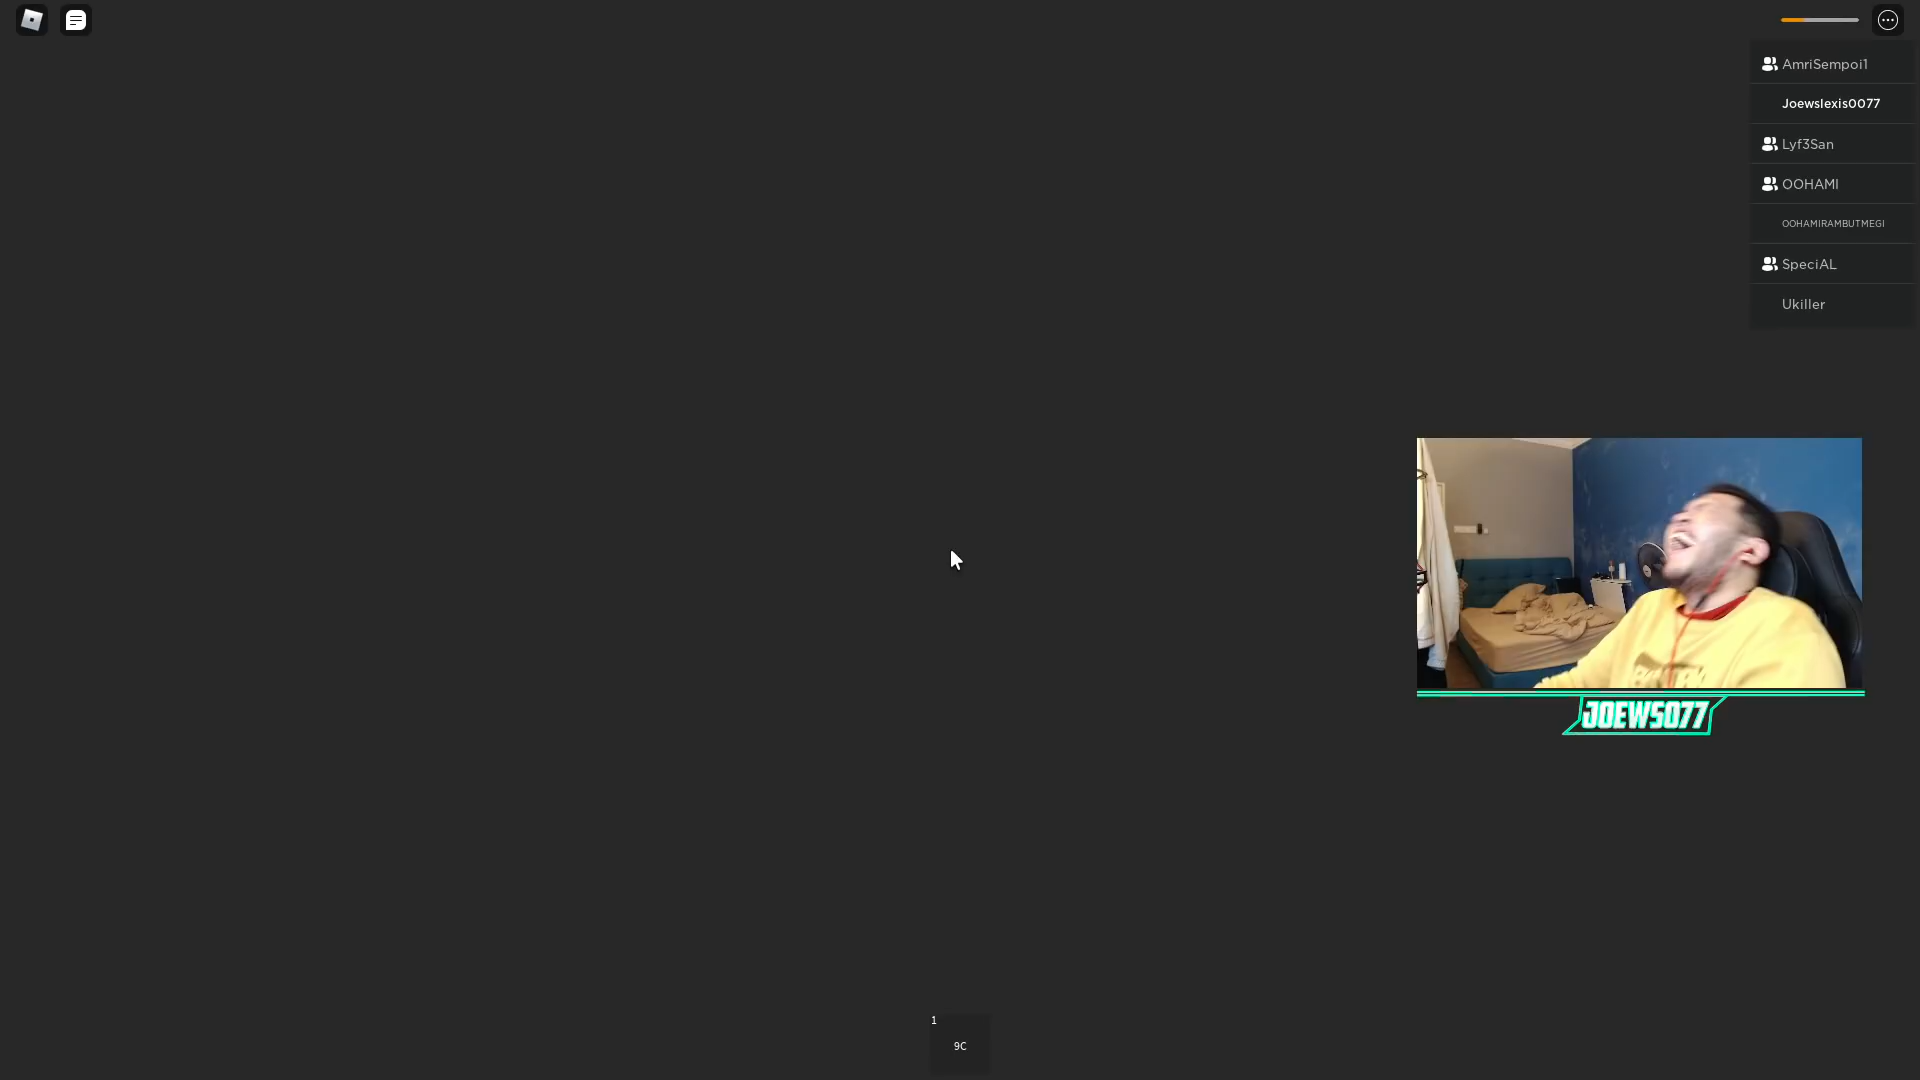 AmriSempoi1
Joewslexis0077
Lyf3San
OOHAMI
OOHAMIRAMBUTMEGI
SpeciAL
Ukiller
JOEWS077
1
9C